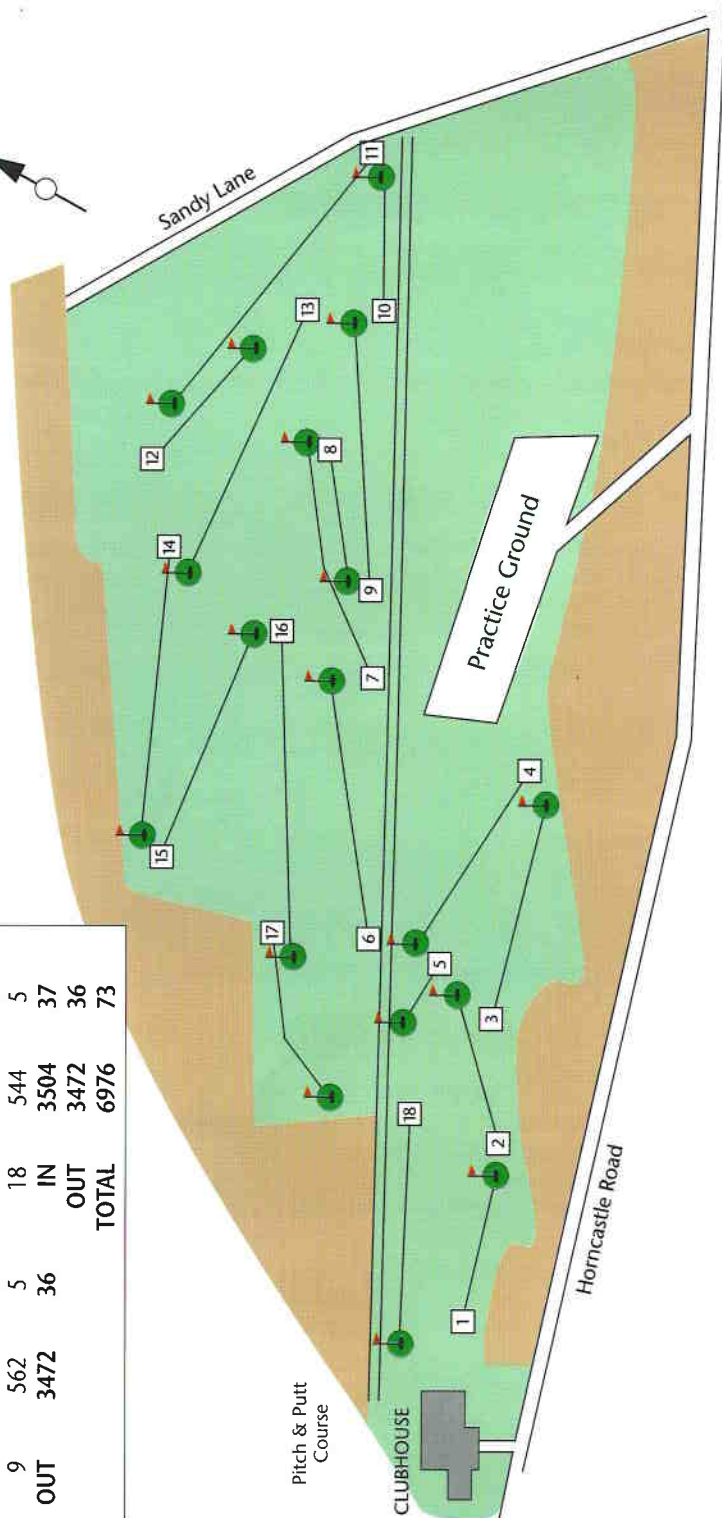 9 562 5 18 544 5
OUT 3472 36 IN 3504 37
OUT 3472 36
TOTAL 6976 73
Sandy Lane
11
13
12
10
8
14
9
16
7
15
Practice Ground
4
17
6
5
3
18
2
1
Pitch & Putt
Course
CLUBHOUSE
Horncastle Road